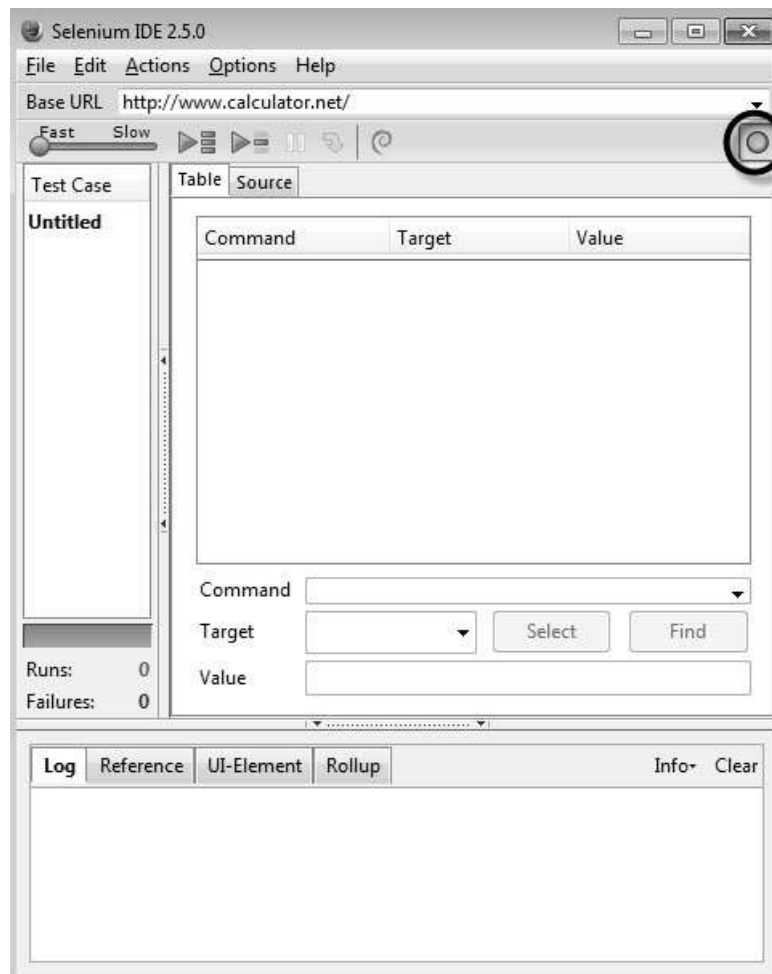 Selenium IDE 2.5.0
File Edit Actions Options Help
Base URL http://www.calculator.net/
Fast Slow
Test Case
Table Source
Untitled
Command Target Value
Command
Target Select Find
Value
Runs: 0
Failures: 0
Log Reference UI-Element Rollup Info Clear